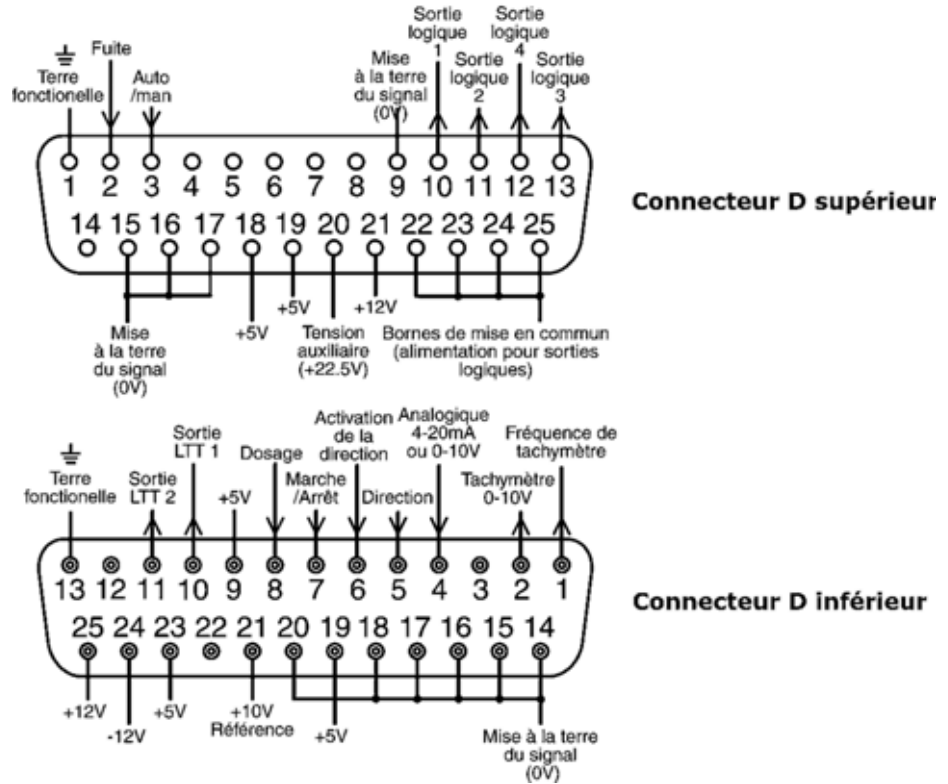 Sortie
logique
1
Sortie
logique
4
Fuite
Mise
à la terre
du signal
(0V)
Sortie
logique
2
Sortie
logique
3
Terre
fonctionelle
Auto
/man
1 2 3 4 5 6 7 8 9 10 11 12 13
14 15 16 17 18 19 20 21 22 23 24 25
Connecteur D supérieur
+5V
+12V
Mise
à la terre
du signal
(0V)
+5V
Tension
auxiliaire
(+22.5V)
Bornes de mise en commun
(alimentation pour sorties
logiques)
Sortie
LTT 1
Dosage
Activation
de la
direction
Analogique
4-20mA
ou 0-10V
Fréquence de
tachymètre
Terre
fonctionelle
Sortie
LTT 2
+5V
Marche
/Arrêt
Direction
Tachymètre
0-10V
13 12 11 10 9 8 7 6 5 4 3 2 1
25 24 23 22 21 20 19 18 17 16 15 14
Connecteur D inférieur
+12V
-12V
+5V
+10V
Référence
+5V
Mise à la terre
du signal
(0V)